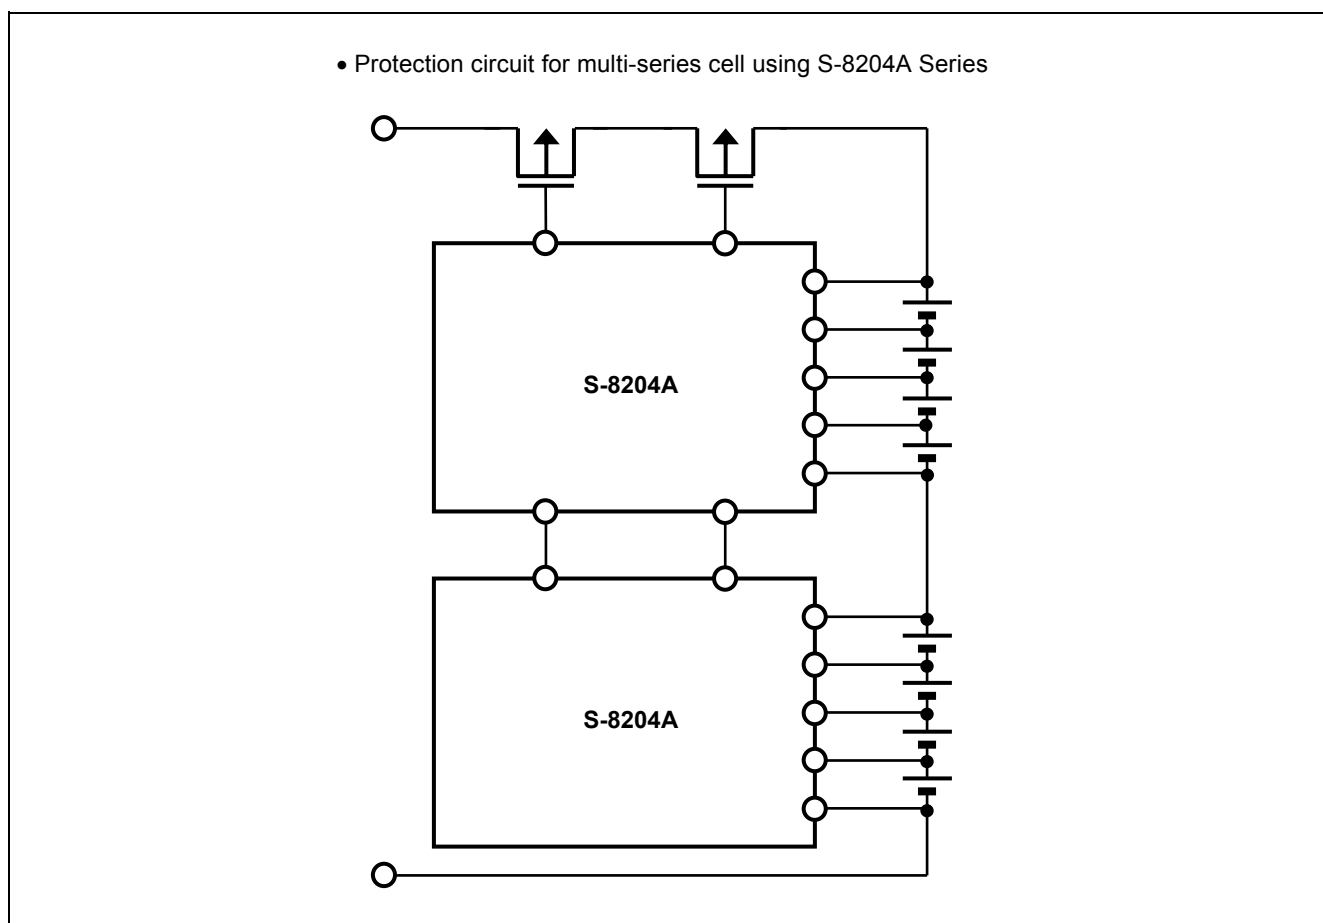 • Protection circuit for multi-series cell using S-8204A Series
S-8204A
S-8204A